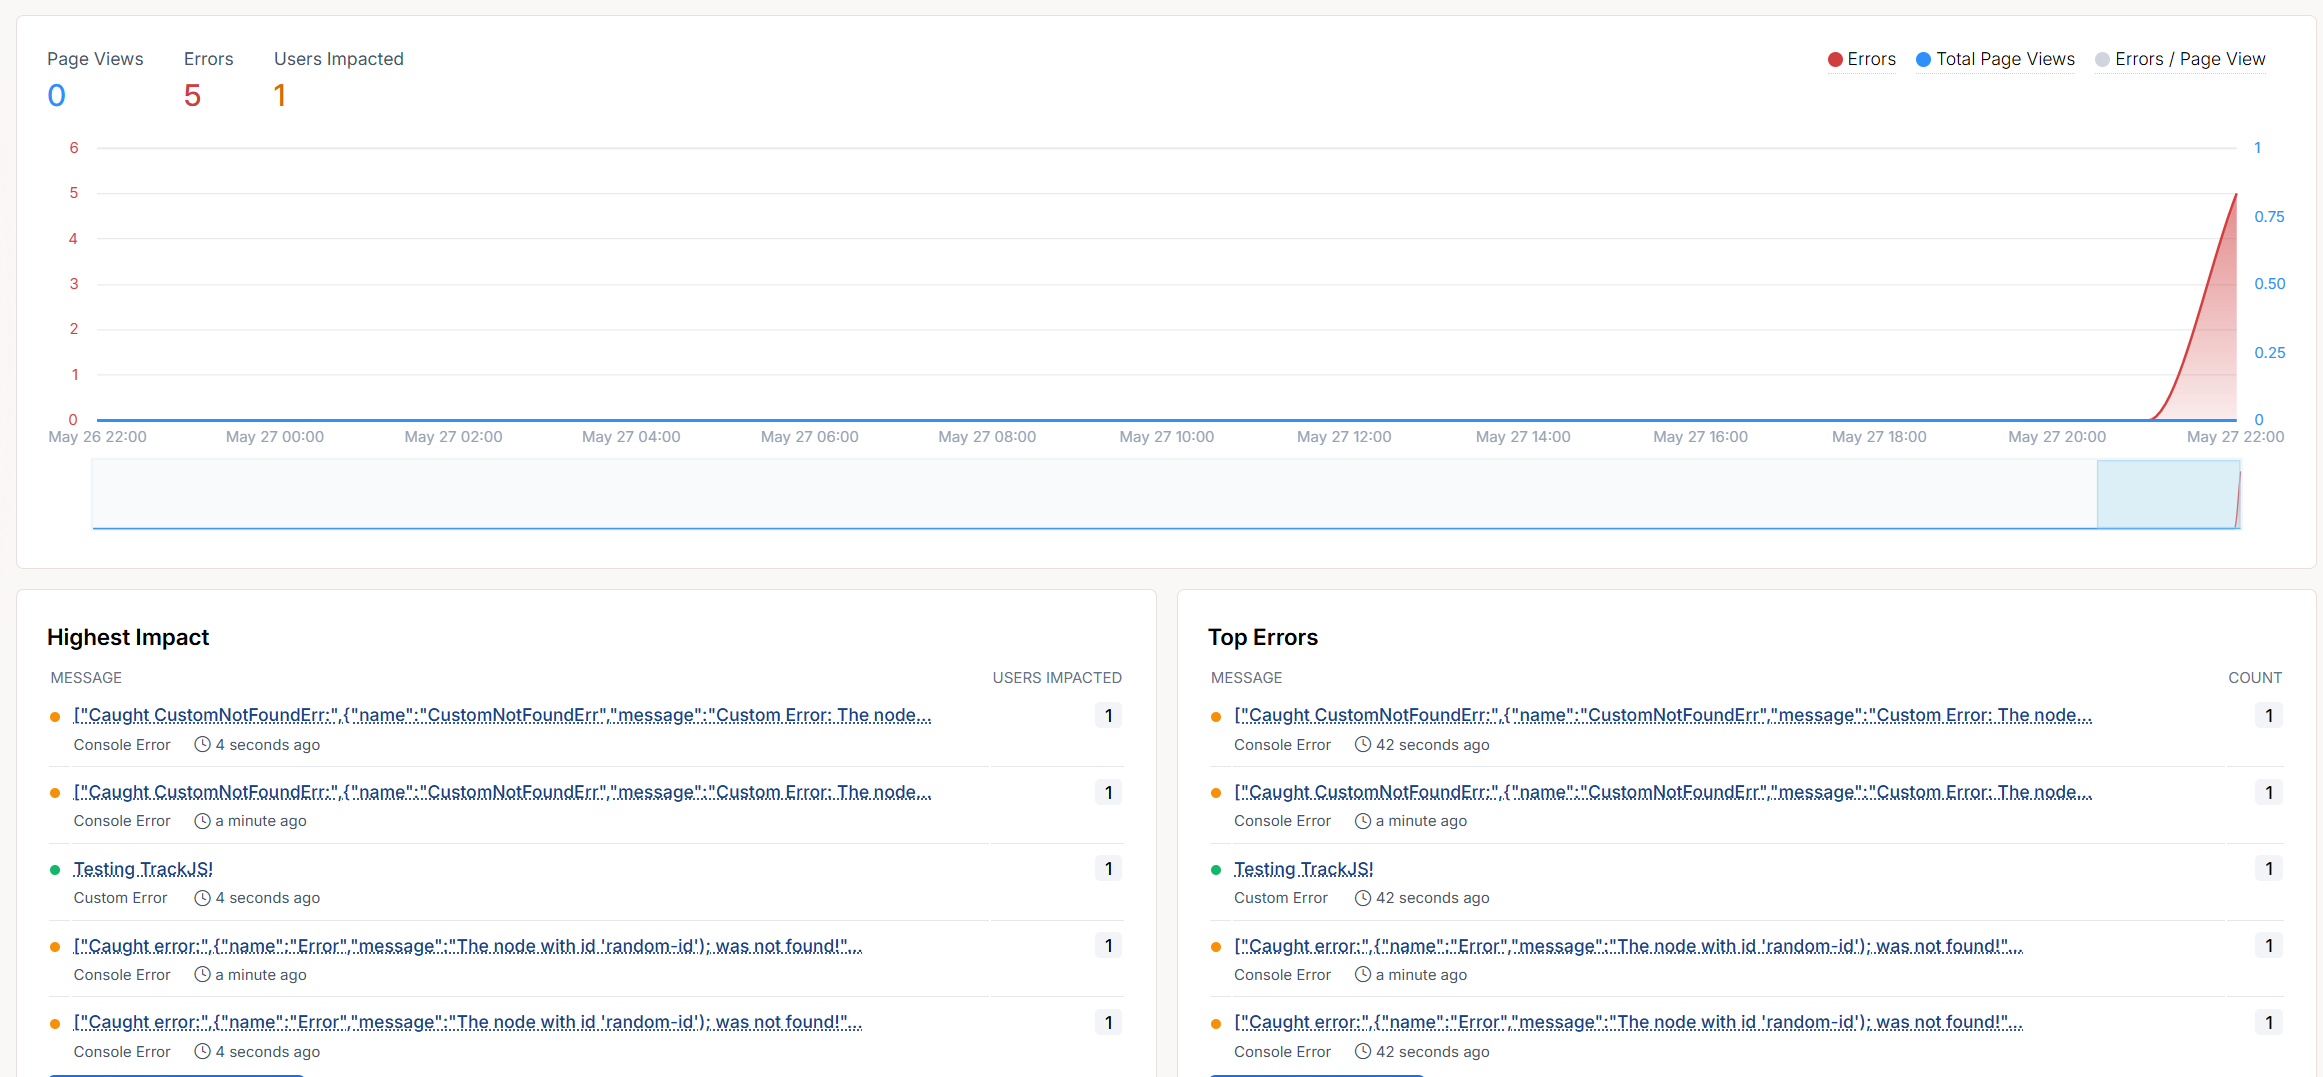 Page Views Errors Users Impacted
0 5 1
Errors Total Page Views Errors / Page View
6 1
5
0.75
4
3 0.50
2
0.25
1
0 0
May 26 22:00 May 27 00:00 May 27 02:00 May 27 04:00 May 27 06:00 May 27 08:00 May 27 10:00 May 27 12:00 May 27 14:00 May 27 16:00 May 27 18:00 May 27 20:00 May 27 22:00
Highest Impact
MESSAGE USERS IMPACTED
["Caught CustomNotFoundErr:",{"name":"CustomNotFoundErr","message":"Custom Error: The node... 1
Console Error 4 seconds ago
["Caught CustomNotFoundErr:",{"name":"CustomNotFoundErr","message":"Custom Error: The node... 1
Console Error a minute ago
Testing TrackJS! 1
Custom Error 4 seconds ago
["Caught error:",{"name":"Error","message":"The node with id 'random-id'); was not found!"... 1
Console Error a minute ago
["Caught error:",{"name":"Error","message":"The node with id 'random-id'); was not found!"... 1
Console Error 4 seconds ago
Top Errors
MESSAGE COUNT
["Caught CustomNotFoundErr:",{"name":"CustomNotFoundErr","message":"Custom Error: The node... 1
Console Error 42 seconds ago
["Caught CustomNotFoundErr:",{"name":"CustomNotFoundErr","message":"Custom Error: The node... 1
Console Error a minute ago
Testing TrackJS! 1
Custom Error 42 seconds ago
["Caught error:",{"name":"Error","message":"The node with id 'random-id'); was not found!"... 1
Console Error a minute ago
["Caught error:",{"name":"Error","message":"The node with id 'random-id'); was not found!"... 1
Console Error 42 seconds ago